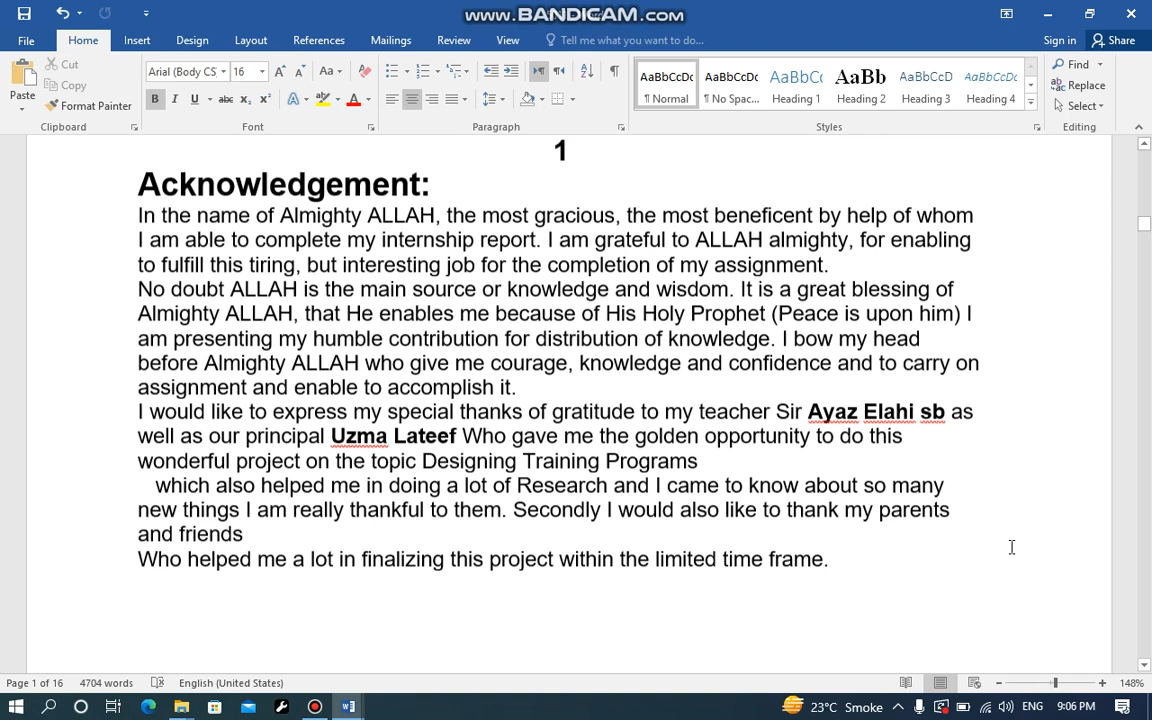 www.BANDICAM.com
File Home Insert Design Layout References Mailings Review View Tell me what you want to do... Sign in Share
Cut
Copy
Format Painter
Paste
Clipboard
Arial (Body CS) 16
Font
Paragraph
AaBbCcDc AaBbCcDc AaBbC AaBb AaBbCcD AaBbCcD
¶ Normal ¶ No Spac... Heading 1 Heading 2 Heading 3 Heading 4
Styles
Find
Replace
Select
Editing
1
Acknowledgement:
In the name of Almighty ALLAH, the most gracious, the most beneficent by help of whom
I am able to complete my internship report. I am grateful to ALLAH almighty, for enabling
to fulfill this tiring, but interesting job for the completion of my assignment.
No doubt ALLAH is the main source or knowledge and wisdom. It is a great blessing of
Almighty ALLAH, that He enables me because of His Holy Prophet (Peace is upon him) I
am presenting my humble contribution for distribution of knowledge. I bow my head
before Almighty ALLAH who give me courage, knowledge and confidence and to carry on
assignment and enable to accomplish it.
I would like to express my special thanks of gratitude to my teacher Sir Ayaz Elahi sb as
well as our principal Uzma Lateef Who gave me the golden opportunity to do this
wonderful project on the topic Designing Training Programs
which also helped me in doing a lot of Research and I came to know about so many
new things I am really thankful to them. Secondly I would also like to thank my parents
and friends
Who helped me a lot in finalizing this project within the limited time frame.
Page 1 of 16 4704 words English (United States) 148%
23°C Smoke ENG 9:06 PM